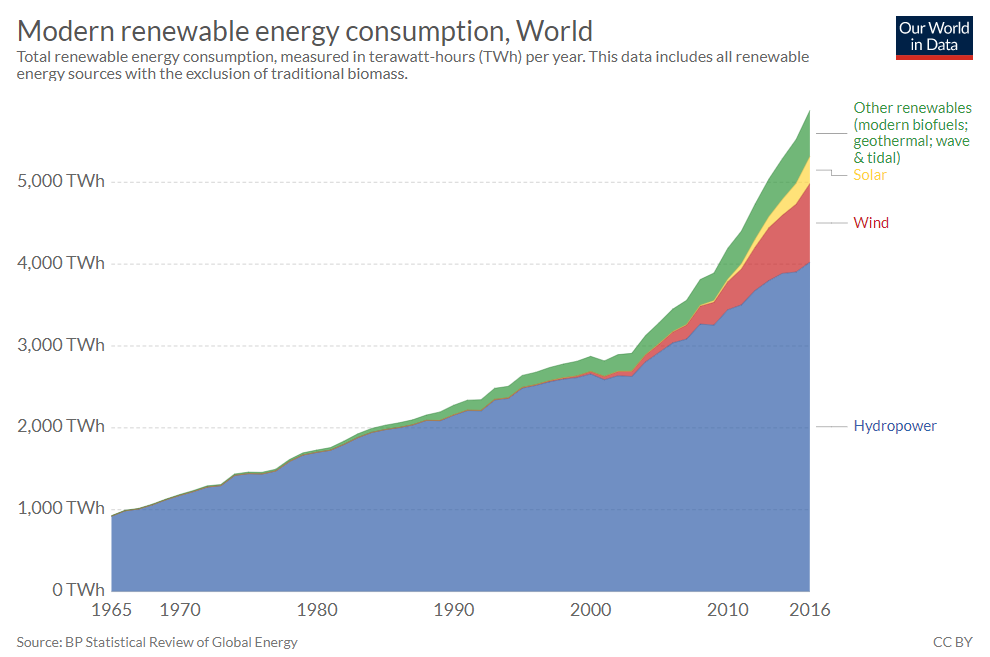 Modern renewable energy consumption, World
Total renewable energy consumption, measured in terawatt-hours (TWh) per year. This data includes all renewable
energy sources with the exclusion of traditional biomass.
Our World
in Data
Other renewables
(modern biofuels;
geothermal; wave
& tidal)
Solar
Wind
Hydropower
5,000 TWh
4,000 TWh
3,000 TWh
2,000 TWh
1,000 TWh
0 TWh
1965 1970 1980 1990 2000 2010 2016
Source: BP Statistical Review of Global Energy
CC BY